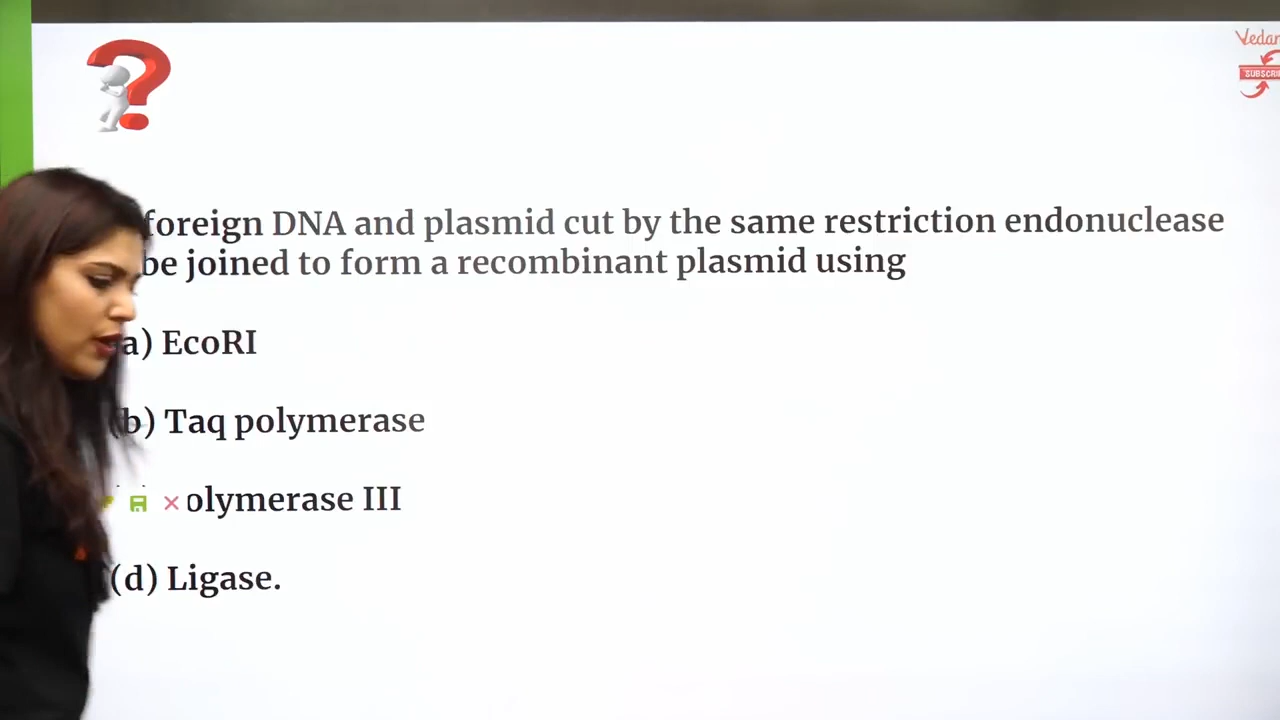 foreign DNA and plasmid cut by the same restriction endonuclease
be joined to form a recombinant plasmid using
a) EcoRI
(b) Taq polymerase
olymerase III
(d) Ligase.